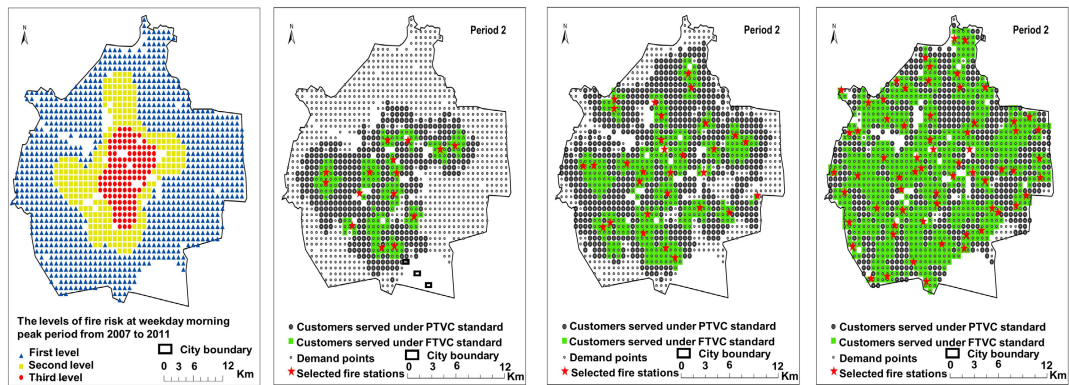 N
The levels of fire risk at weekday morning
peak period from 2007 to 2011
First level
City boundary
Second level
0 3 6 12
Third level
Km
N
Period 2
Customers served under PTVC standard
Customers served under FTVC standard
Demand points
City boundary
Selected fire stations
0 3 6 12
Km
N
Period 2
Customers served under PTVC standard
Customers served under FTVC standard
Demand points
City boundary
Selected fire stations
0 3 6 12
Km
N
Period 2
Customers served under PTVC standard
Customers served under FTVC standard
Demand points
City boundary
Selected fire stations
0 3 6 12
Km